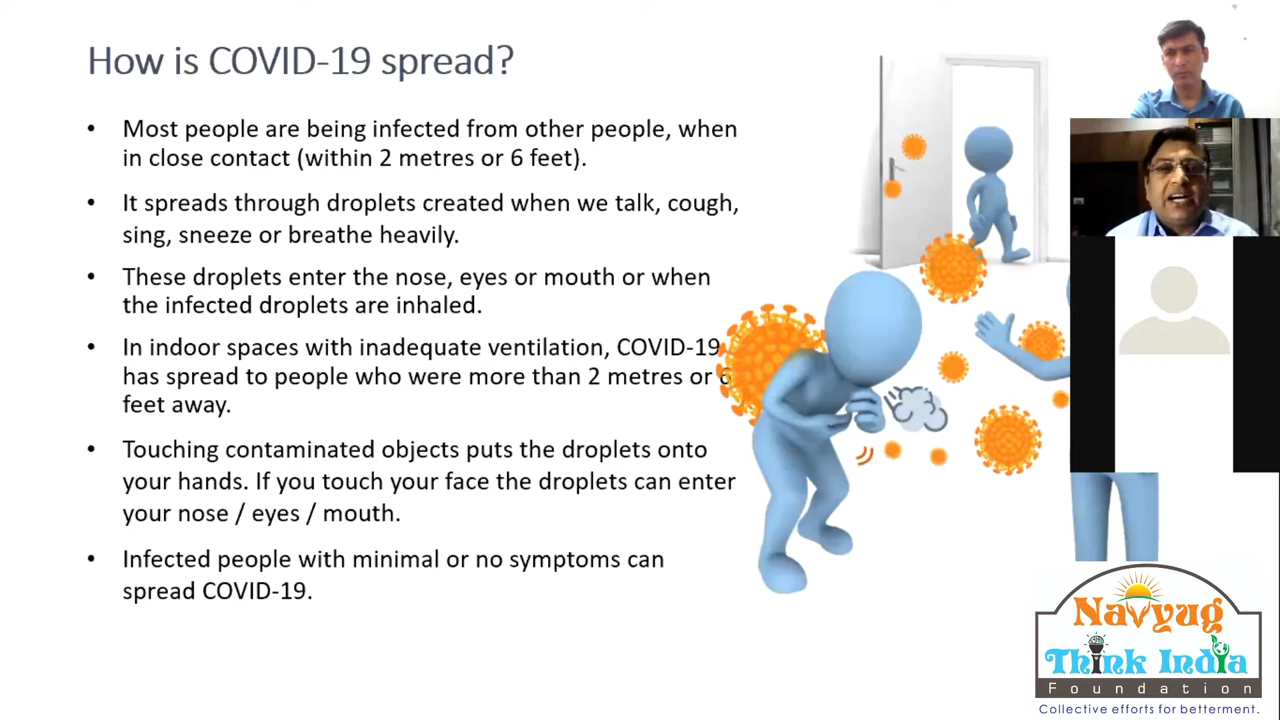 How is COVID-19 spread?
• Most people are being infected from other people, when
in close contact (within 2 metres or 6 feet).
• It spreads through droplets created when we talk, cough,
sing, sneeze or breathe heavily.
• These droplets enter the nose, eyes or mouth or when
the infected droplets are inhaled.
• In indoor spaces with inadequate ventilation, COVID-19
has spread to people who were more than 2 metres or 6
feet away.
• Touching contaminated objects puts the droplets onto
your hands. If you touch your face the droplets can enter
your nose / eyes / mouth.
• Infected people with minimal or no symptoms can
spread COVID-19.
Navyug
Think India
Foundation
Collective efforts for betterment.